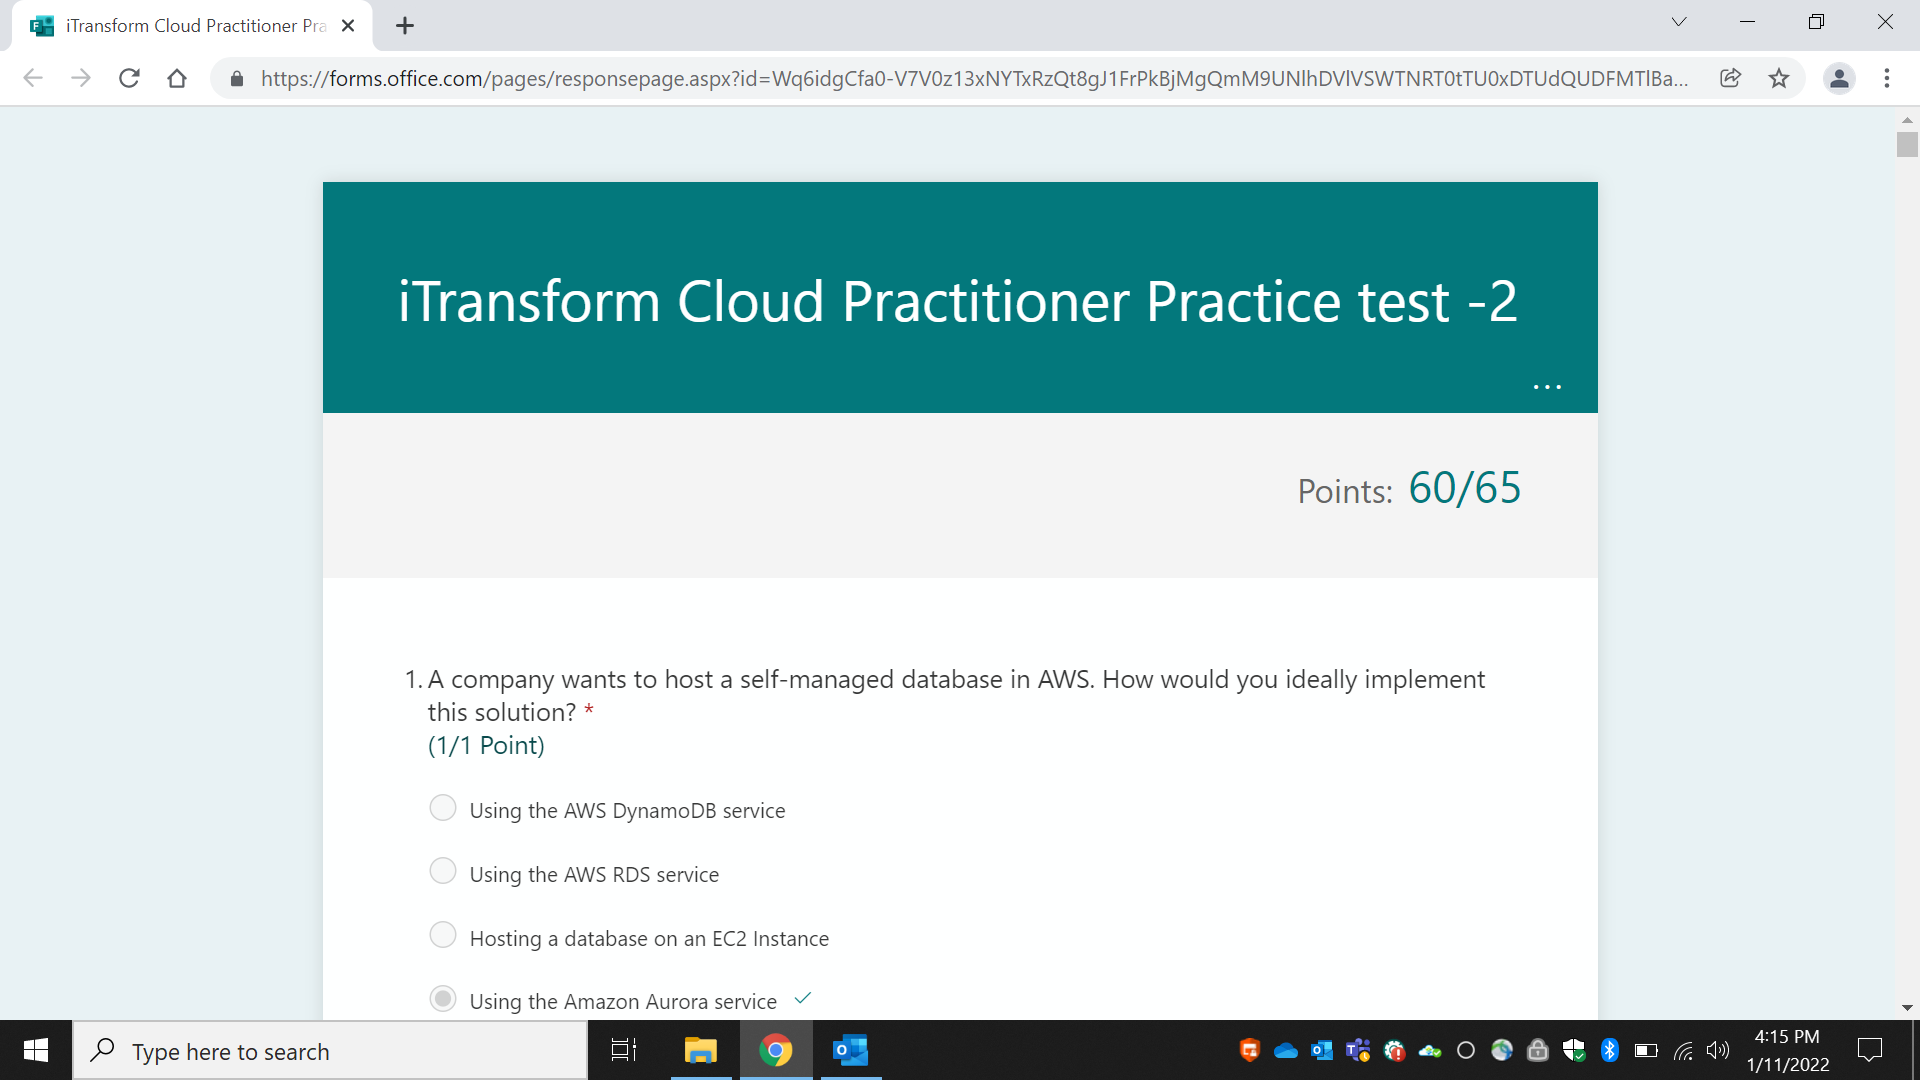 iTransform Cloud Practitioner Pra
https://forms.office.com/pages/responsepage.aspx?id=Wq6idgCfa0-V7V0z13xNYTxRzQt8gJ1FrPkBjMgQmM9UNlhDVlVSWTNRT0tTU0xDTUdQUDFMTlBa...
iTransform Cloud Practitioner Practice test -2
...
Points: 60/65
1. A company wants to host a self-managed database in AWS. How would you ideally implement
this solution? *
(1/1 Point)
Using the AWS DynamoDB service
Using the AWS RDS service
Hosting a database on an EC2 Instance
Using the Amazon Aurora service
Type here to search
4:15 PM
1/11/2022